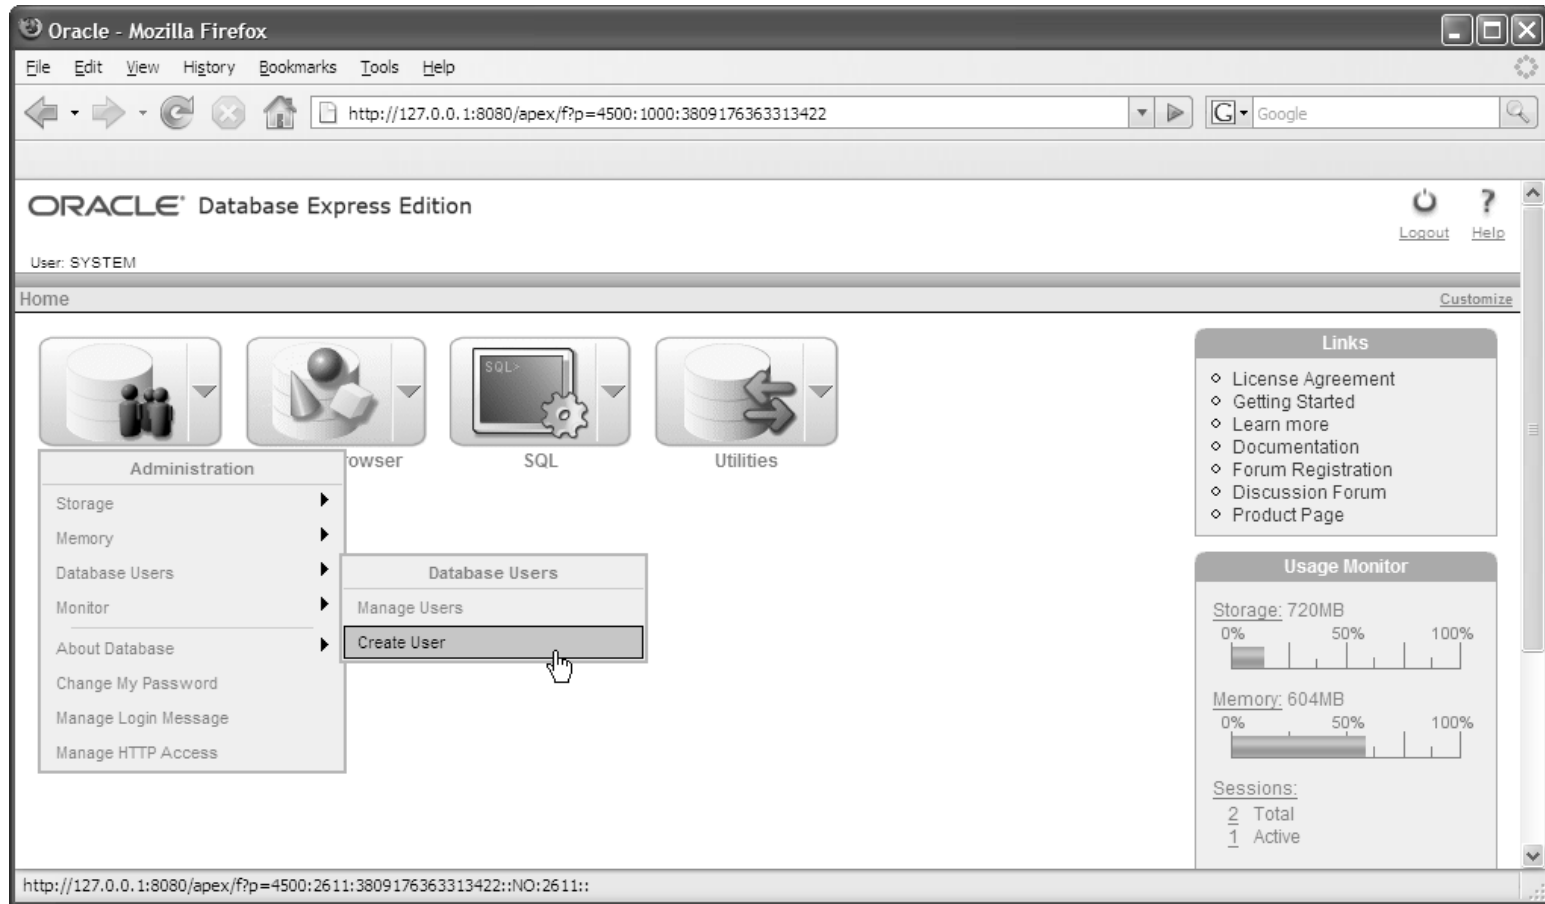 Oracle - Mozilla Firefox
File Edit View History Bookmarks Tools Help
http://127.0.0.1:8080/apex/f?p=4500:1000:3809176363313422
G
Google
ORACLE Database Express Edition
Logout Help
User: SYSTEM
Home
Customize
SQL>
owser
SQL
Utilities
Administration
Storage
Memory
Database Users
Monitor
About Database
Change My Password
Manage Login Message
Manage HTTP Access
Database Users
Manage Users
Create User
Links
License Agreement
Getting Started
Learn more
Documentation
Forum Registration
Discussion Forum
Product Page
Usage Monitor
Storage: 720MB
0% 50% 100%
Memory: 604MB
0% 50% 100%
Sessions:
2 Total
1 Active
http://127.0.0.1:8080/apex/f?p=4500:2611:3809176363313422::NO:2611::